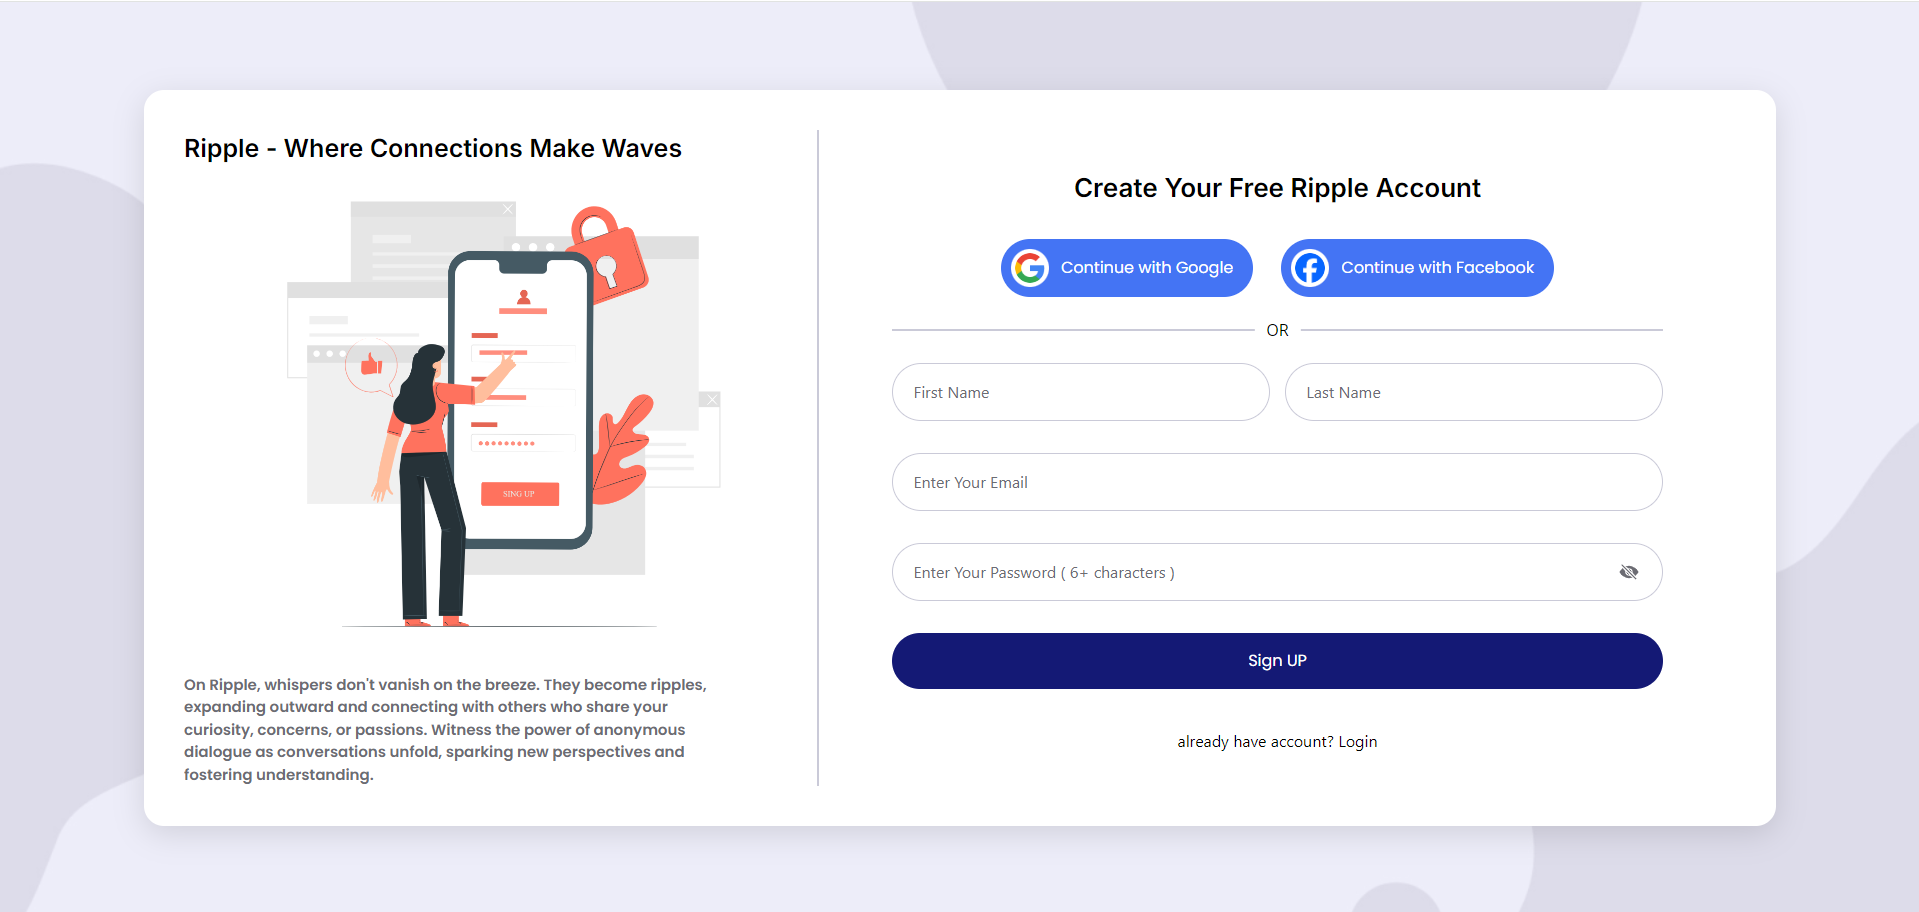 Ripple - Where Connections Make Waves
SING UP
On Ripple, whispers don't vanish on the breeze. They become ripples,
expanding outward and connecting with others who share your
curiosity, concerns, or passions. Witness the power of anonymous
dialogue as conversations unfold, sparking new perspectives and
fostering understanding.
Create Your Free Ripple Account
Continue with Google
Continue with Facebook
OR
First Name
Last Name
Enter Your Email
Enter Your Password ( 6+ characters )
Sign UP
already have account? Login